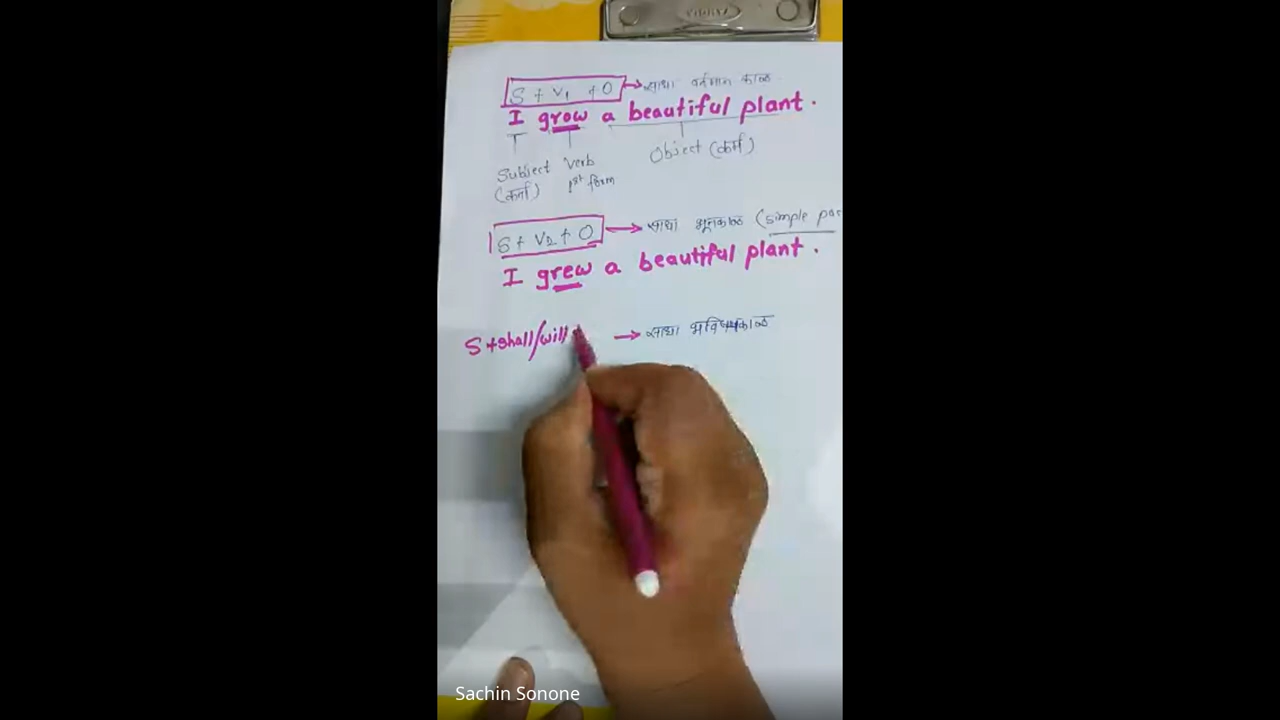 S + V1 + O → साधा वर्तमान काळ
I grow a beautiful plant.
Subject Verb Object (कर्म)
(कर्ता) 1st form
S + V2 + O → साधा भूतकाळ (simple pas
I grew a beautiful plant.
S + shall/will → साधा भविष्यकाळ
Sachin Sonone